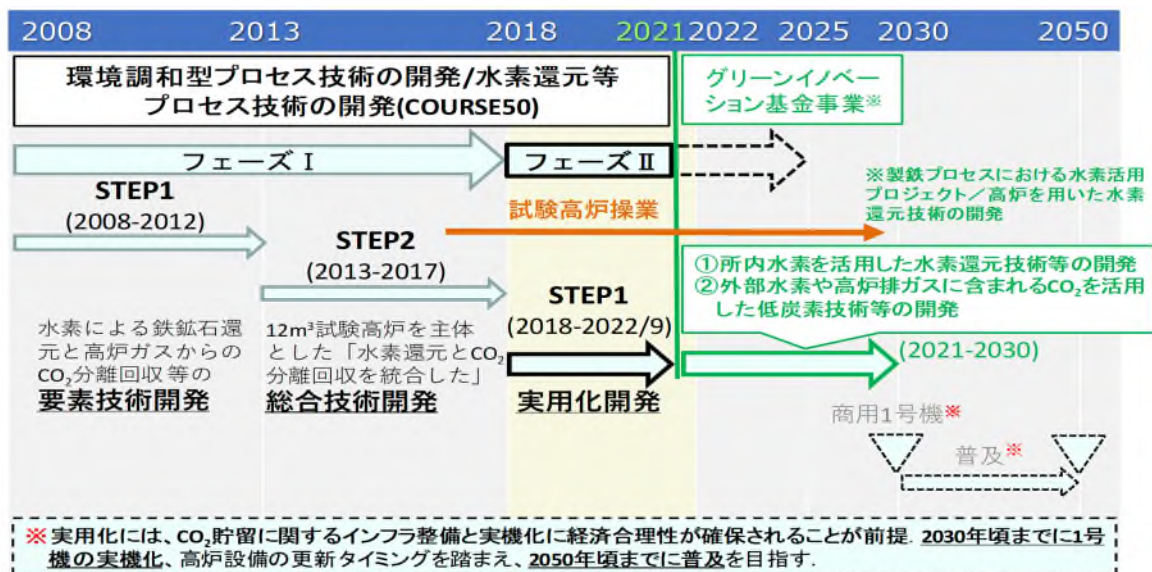 2008 2013 2018 2021 2022 2025 2030 2050
環境調和型プロセス技術の開発/水素還元等
プロセス技術の開発(COURSE50)
グリーンイノベー
ション基金事業※
フェーズⅠ
フェーズⅡ
※製鉄プロセスにおける水素活用
プロジェクト／高炉を用いた水素
還元技術の開発
STEP1
(2008-2012)
試験高炉操業
STEP2
(2013-2017)
①所内水素を活用した水素還元技術等の開発
②外部水素や高炉排ガスに含まれるCO₂を活用
した低炭素技術等の開発
STEP1
(2018-2022/9)
(2021-2030)
水素による鉄鉱石還
元と高炉ガスからの
CO₂分離回収等の
要素技術開発
12m³試験高炉を主体
とした「水素還元とCO₂
分離回収を統合した」
総合技術開発
実用化開発
商用1号機※
普及※
※ 実用化には、CO₂貯留に関するインフラ整備と実機化に経済合理性が確保されることが前提. 2030年頃までに1号
機の実機化、高炉設備の更新タイミングを踏まえ、2050年頃までに普及を目指す.